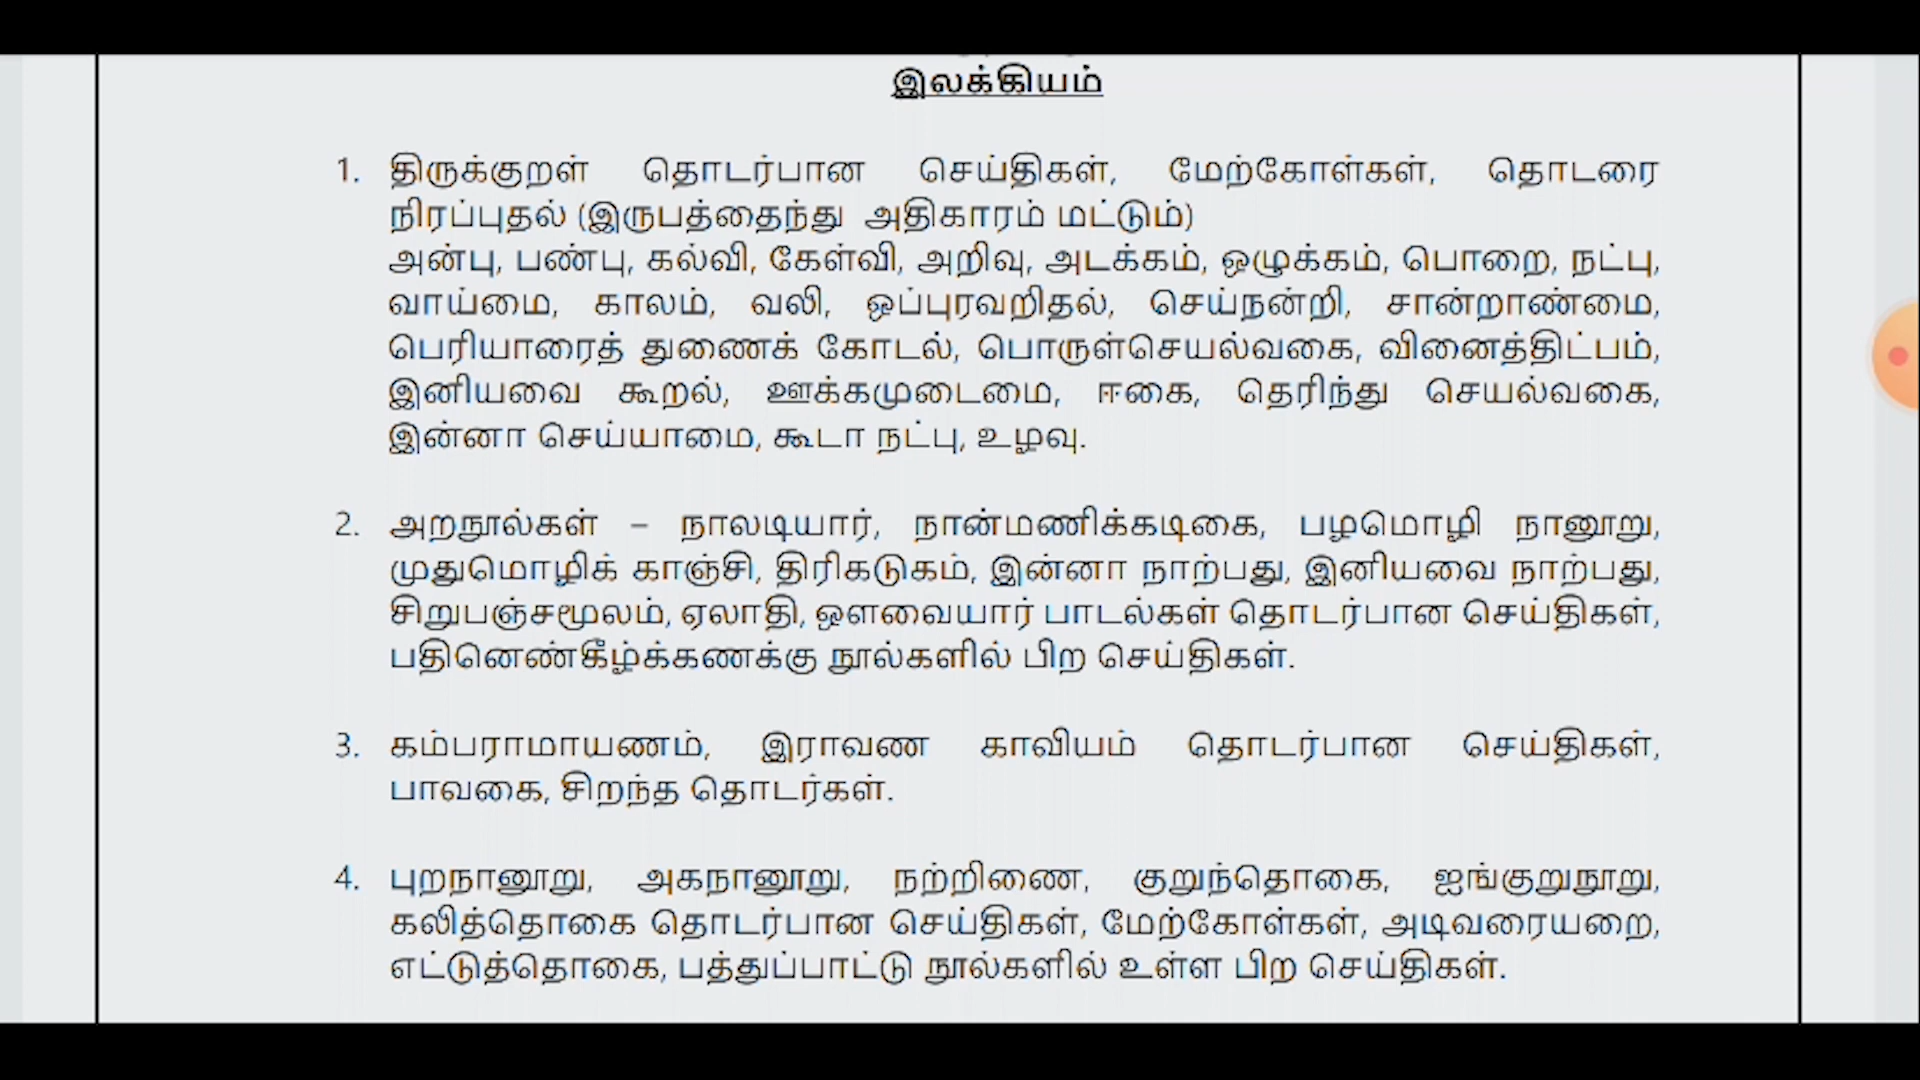 இலக்கியம்
1. திருக்குறள் தொடர்பான செய்திகள், மேற்கோள்கள், தொடரை
நிரப்புதல் (இருபத்தைந்து அதிகாரம் மட்டும்)
அன்பு, பண்பு, கல்வி, கேள்வி, அறிவு, அடக்கம், ஒழுக்கம், பொறை, நட்பு,
வாய்மை, காலம், வலி, ஒப்புரவறிதல், செய்நன்றி, சான்றாண்மை,
பெரியாரைத் துணைக் கோடல், பொருள்செயல்வகை, வினைத்திட்பம்,
இனியவை கூறல், ஊக்கமுடைமை, ஈகை, தெரிந்து செயல்வகை,
இன்னா செய்யாமை, கூடா நட்பு, உழவு.
2. அறநூல்கள் – நாலடியார், நான்மணிக்கடிகை, பழமொழி நானூறு,
முதுமொழிக் காஞ்சி, திரிகடுகம், இன்னா நாற்பது, இனியவை நாற்பது,
சிறுபஞ்சமூலம், ஏலாதி, ஔவையார் பாடல்கள் தொடர்பான செய்திகள்,
பதினெண்கீழ்க்கணக்கு நூல்களில் பிற செய்திகள்.
3. கம்பராமாயணம், இராவண காவியம் தொடர்பான செய்திகள்,
பாவகை, சிறந்த தொடர்கள்.
4. புறநானூறு, அகநானூறு, நற்றிணை, குறுந்தொகை, ஐங்குறுநூறு,
கலித்தொகை தொடர்பான செய்திகள், மேற்கோள்கள், அடிவரையறை,
எட்டுத்தொகை, பத்துப்பாட்டு நூல்களில் உள்ள பிற செய்திகள்.